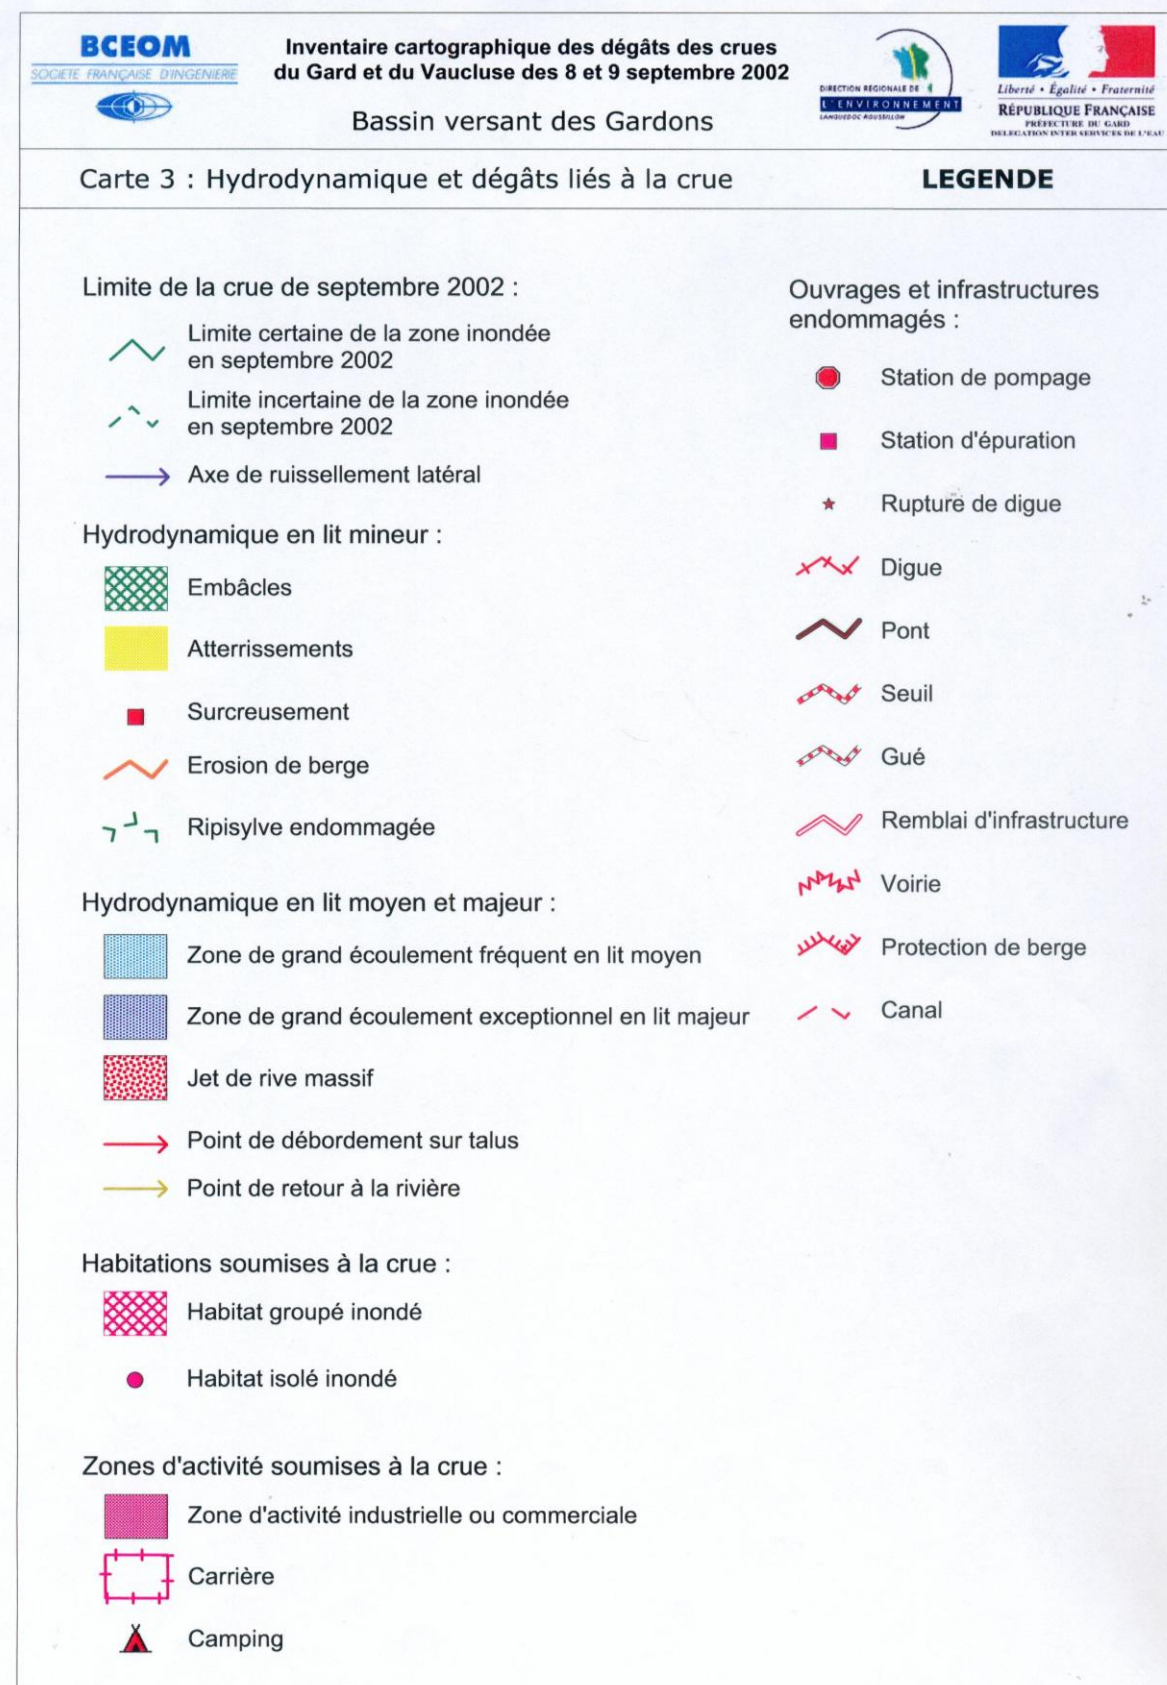 BCEOM
SOCIETE FRANÇAISE D'INGENIERIE
Inventaire cartographique des dégâts des crues
du Gard et du Vaucluse des 8 et 9 septembre 2002
Bassin versant des Gardons
DIRECTION REGIONALE DE
L'ENVIRONNEMENT
LANGUEDOC-ROUSSILLON
Liberté • Égalité • Fraternité
RÉPUBLIQUE FRANÇAISE
PRÉFECTURE DU GARD
DELEGATION INTER SERVICES DE L'EAU
Carte 3 : Hydrodynamique et dégâts liés à la crue
LEGENDE
Limite de la crue de septembre 2002 :
Limite certaine de la zone inondée
en septembre 2002
Limite incertaine de la zone inondée
en septembre 2002
Axe de ruissellement latéral
Hydrodynamique en lit mineur :
Embâcles
Atterrissements
Surcreusement
Erosion de berge
Ripisylve endommagée
Hydrodynamique en lit moyen et majeur :
Zone de grand écoulement fréquent en lit moyen
Zone de grand écoulement exceptionnel en lit majeur
Jet de rive massif
Point de débordement sur talus
Point de retour à la rivière
Habitations soumises à la crue :
Habitat groupé inondé
Habitat isolé inondé
Zones d'activité soumises à la crue :
Zone d'activité industrielle ou commerciale
Carrière
Camping
Ouvrages et infrastructures
endommagés :
Station de pompage
Station d'épuration
Rupture de digue
Digue
Pont
Seuil
Gué
Remblai d'infrastructure
Voirie
Protection de berge
Canal